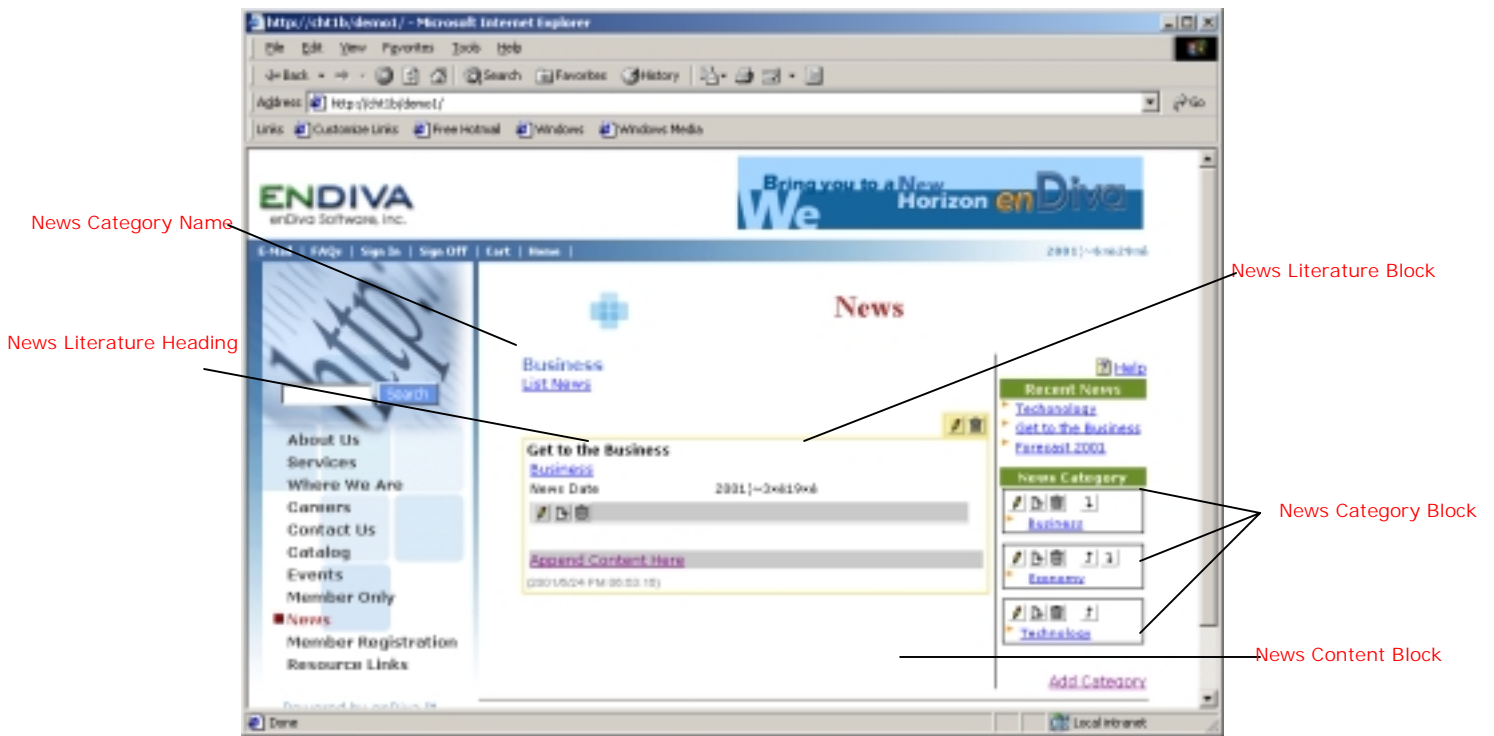 http://cht1b/demo1/ - Microsoft Internet Explorer
File Edit View Favorites Tools Help
Back Search Favorites History
Address http://cht1b/demo1/ Go
Links Customize Links Free Hotmail Windows Windows Media
ENDIVA
enDiva Software, Inc.
Bring you to a New
We Horizon enDiva
E-Mail | FAQs | Sign In | Sign Off | Cart | Home |
News Category Name
News Literature Block
News
News Literature Heading
Business
List News
Help
Recent News
Search
Get to the Business
Forecast 2001
About Us
Services
Where We Are
Careers
Contact Us
Catalog
Events
Member Only
News
Member Registration
Resource Links
Get to the Business
Business
News Date
Append Content Here
News Category
Business
Economy
Technology
News Category Block
News Content Block
Add Category
Powered by enDiva It
Done Local intranet